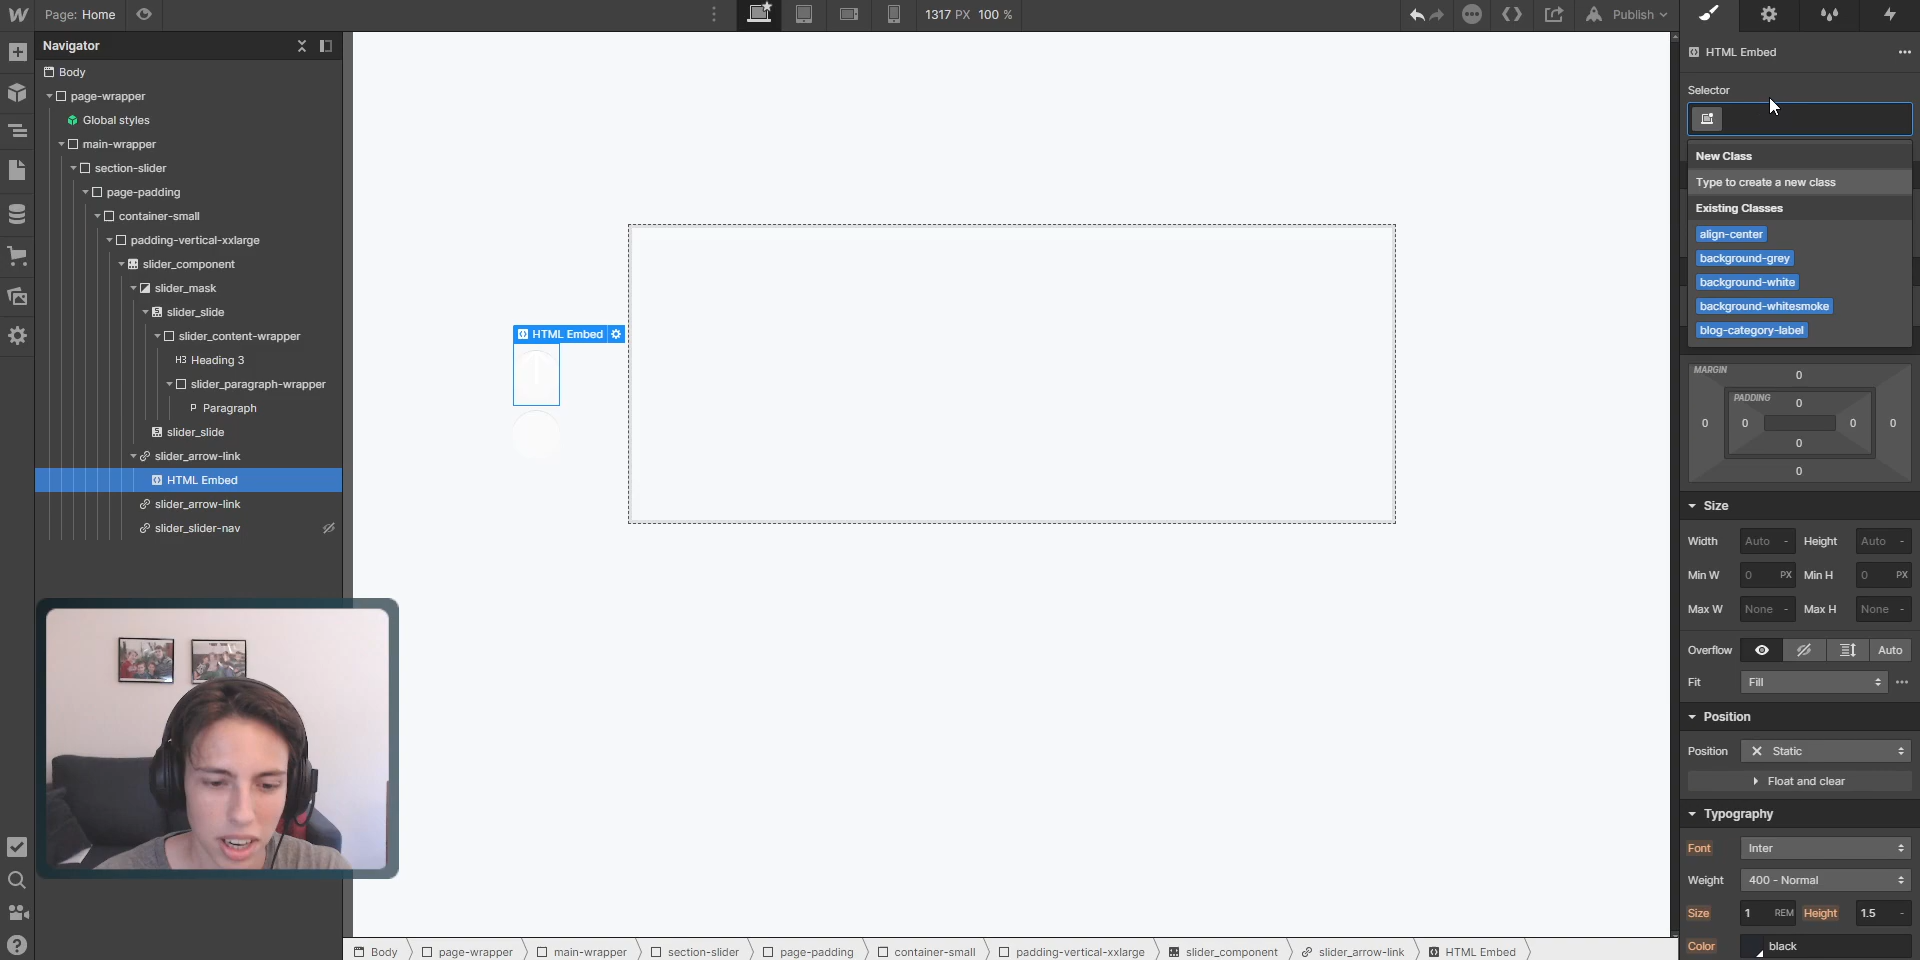 Page: Home
1317 PX 100 %
Publish
Navigator
Body
page-wrapper
Global styles
main-wrapper
section-slider
page-padding
container-small
padding-vertical-xxlarge
slider_component
slider_mask
slider_slide
slider_content-wrapper
H3 Heading 3
slider_paragraph-wrapper
P Paragraph
slider_slide
slider_arrow-link
HTML Embed
slider_arrow-link
slider_slider-nav
HTML Embed
HTML Embed
Selector
New Class
Type to create a new class
Existing Classes
align-center
background-grey
background-white
background-whitesmoke
blog-category-label
MARGIN
0
PADDING
0
0 0 0 0
0
0
Size
Width Auto - Height Auto -
Min W 0 PX Min H 0 PX
Max W None - Max H None -
Overflow Auto
Fit Fill
Position
Position Static
Float and clear
Typography
Font Inter
Weight 400 - Normal
Size 1 REM Height 1.5 -
Color black
Body page-wrapper main-wrapper section-slider page-padding container-small padding-vertical-xxlarge slider_component slider_arrow-link HTML Embed